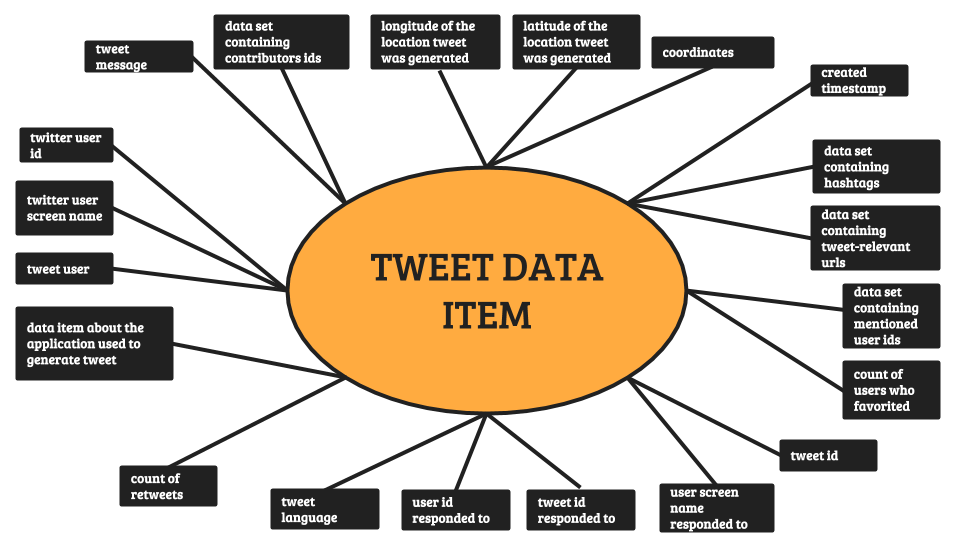 tweet
message
data set
containing
contributors ids
longitude of the
location tweet
was generated
latitude of the
location tweet
was generated
coordinates
created
timestamp
twitter user
id
data set
containing
hashtags
twitter user
screen name
data set
containing
tweet-relevant
urls
tweet user
TWEET DATA
ITEM
data set
containing
mentioned
user ids
data item about the
application used to
generate tweet
count of
users who
favorited
tweet id
count of
retweets
tweet
language
user id
responded to
tweet id
responded to
user screen
name
responded to